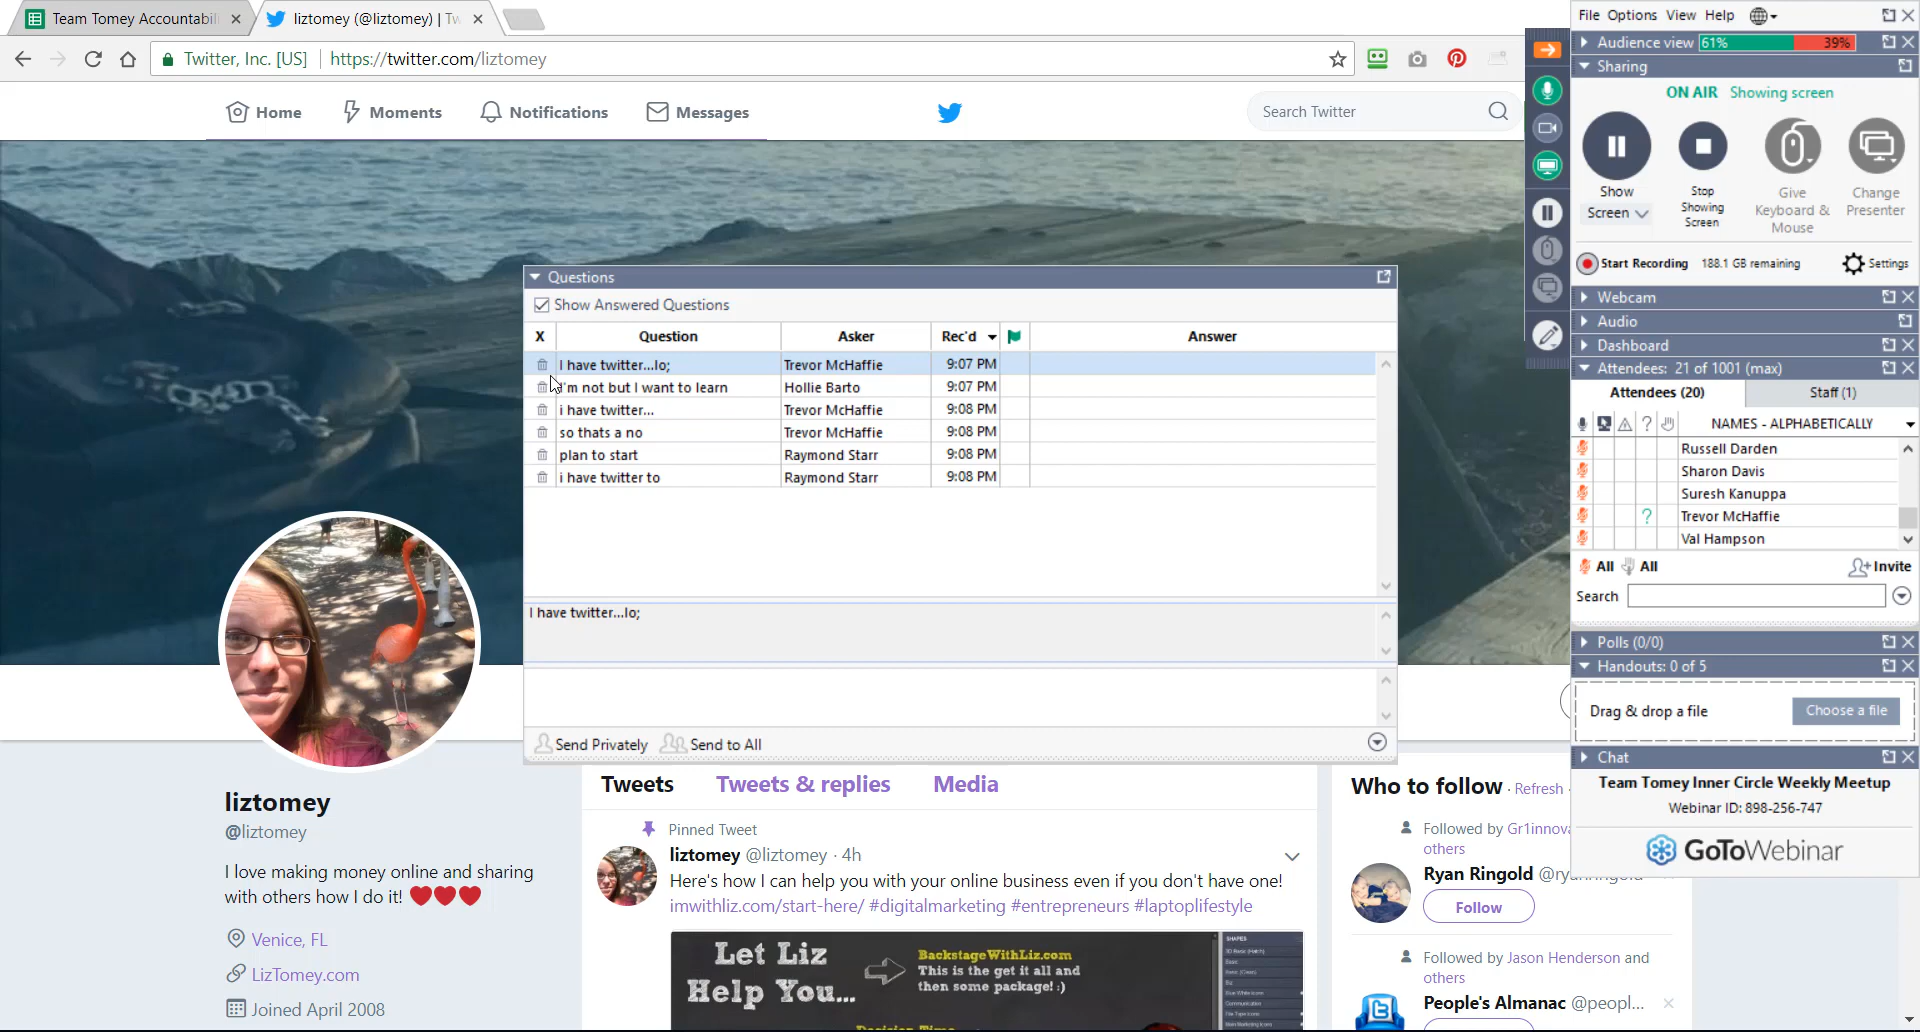 Team Tomey Accountabili
liztomey (@liztomey) | Tw
Twitter, Inc. [US]
https://twitter.com/liztomey
Home
Moments
Notifications
Messages
Search Twitter
Questions
Show Answered Questions
X Question Asker Rec'd Answer
I have twitter...lo; Trevor McHaffie 9:07 PM
I'm not but I want to learn Hollie Barto 9:07 PM
i have twitter... Trevor McHaffie 9:08 PM
so thats a no Trevor McHaffie 9:08 PM
plan to start Raymond Starr 9:08 PM
i have twitter to Raymond Starr 9:08 PM
I have twitter...lo;
Send Privately Send to All
liztomey
@liztomey
I love making money online and sharing
with others how I do it!
Venice, FL
LizTomey.com
Joined April 2008
Tweets Tweets & replies Media
Pinned Tweet
liztomey @liztomey · 4h
Here's how I can help you with your online business even if you don't have one!
imwithliz.com/start-here/ #digitalmarketing #entrepreneurs #laptoplifestyle
Let Liz
Help You...
BackstageWithLiz.com
This is the get it all and
then some package! :)
Decision Time
SHAPES
Who to follow · Refresh ·
Followed by Gr1innova
others
Ryan Ringold @ryanringold
Follow
Followed by Jason Henderson and
others
People's Almanac @peopl...
File Options View Help
Audience view 61% 39%
Sharing
ON AIR Showing screen
Show
Screen
Stop
Showing
Screen
Give
Keyboard &
Mouse
Change
Presenter
Start Recording 188.1 GB remaining Settings
Webcam
Audio
Dashboard
Attendees: 21 of 1001 (max)
Attendees (20) Staff (1)
? NAMES - ALPHABETICALLY
Russell Darden
Sharon Davis
Suresh Kanuppa
? Trevor McHaffie
Val Hampson
All All Invite
Search
Polls (0/0)
Handouts: 0 of 5
Drag & drop a file Choose a file
Chat
Team Tomey Inner Circle Weekly Meetup
Webinar ID: 898-256-747
GoToWebinar